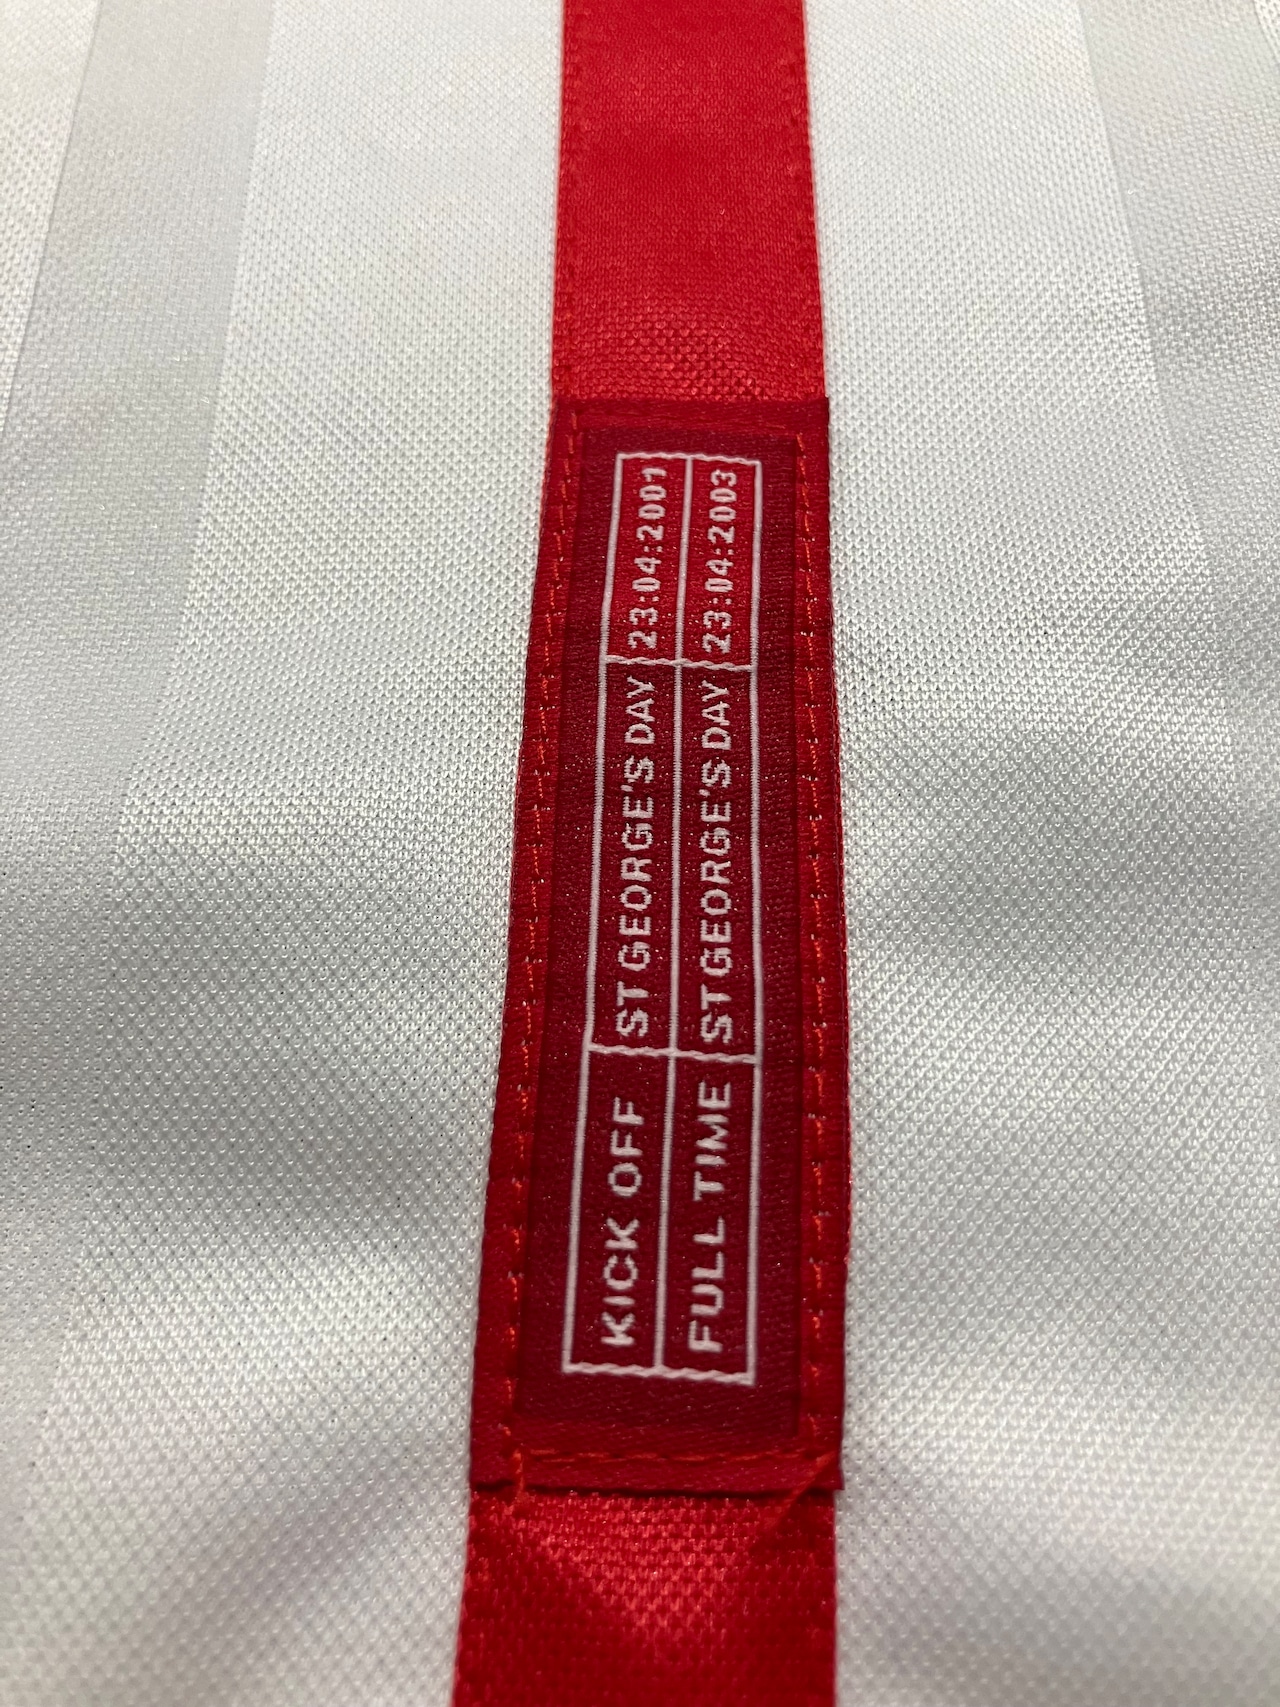 KICK OFF ST GEORGE'S DAY 23:04:2001
FULL TIME ST GEORGE'S DAY 23:04:2003